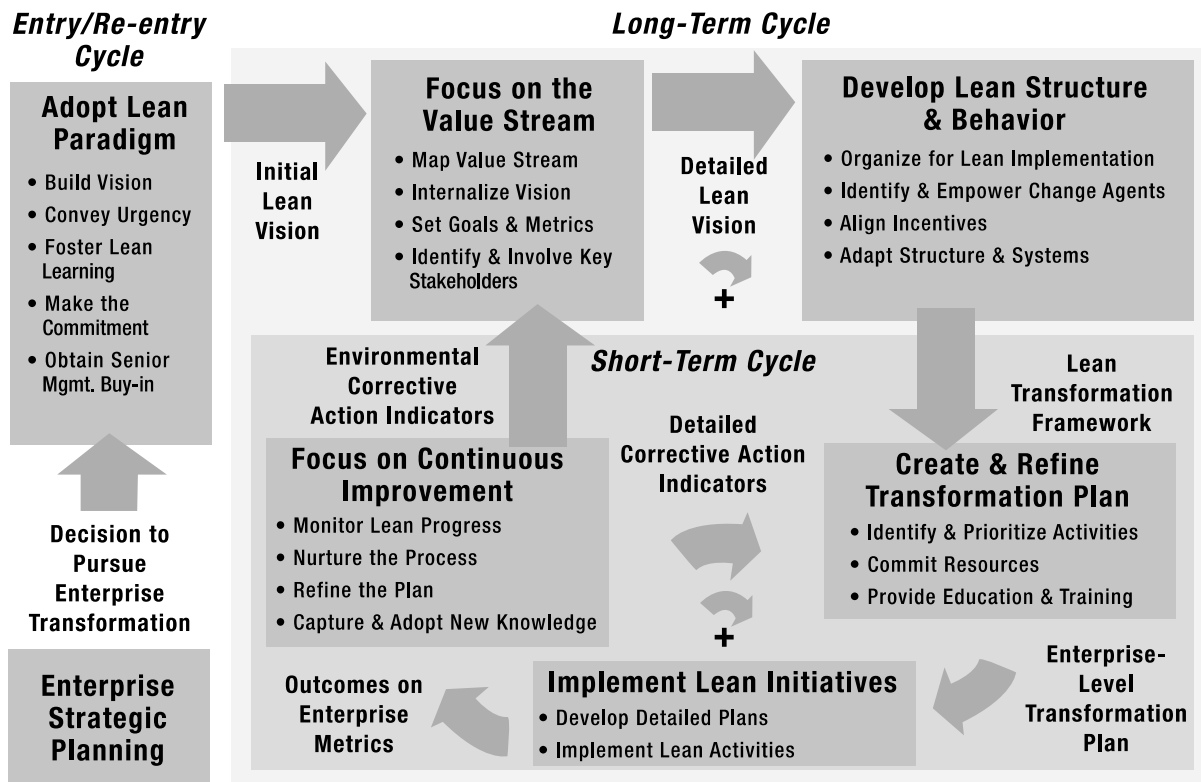 Entry/Re-entry
Cycle
Adopt Lean
Paradigm
• Build Vision
• Convey Urgency
• Foster Lean
Learning
• Make the
Commitment
• Obtain Senior
Mgmt. Buy-in
Decision to
Pursue
Enterprise
Transformation
Enterprise
Strategic
Planning
Long-Term Cycle
Initial
Lean
Vision
Focus on the
Value Stream
• Map Value Stream
• Internalize Vision
• Set Goals & Metrics
• Identify & Involve Key
Stakeholders
Detailed
Lean
Vision
+
Develop Lean Structure
& Behavior
• Organize for Lean Implementation
• Identify & Empower Change Agents
• Align Incentives
• Adapt Structure & Systems
Short-Term Cycle
Environmental
Corrective
Action Indicators
Lean
Transformation
Framework
Focus on Continuous
Improvement
• Monitor Lean Progress
• Nurture the Process
• Refine the Plan
• Capture & Adopt New Knowledge
Detailed
Corrective Action
Indicators
+
Create & Refine
Transformation Plan
• Identify & Prioritize Activities
• Commit Resources
• Provide Education & Training
Outcomes on
Enterprise
Metrics
Implement Lean Initiatives
• Develop Detailed Plans
• Implement Lean Activities
Enterprise-
Level
Transformation
Plan